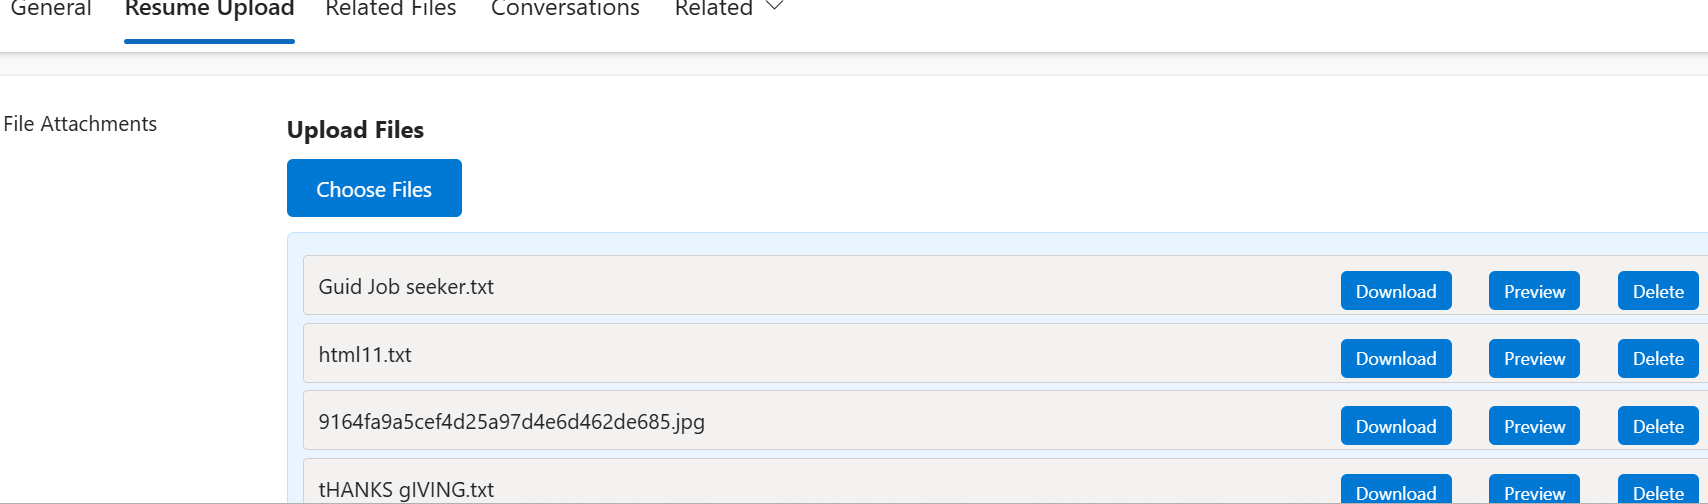 General Resume Upload Related Files Conversations Related
File Attachments
Upload Files
Choose Files
Guid Job seeker.txt Download Preview Delete
html11.txt Download Preview Delete
9164fa9a5cef4d25a97d4e6d462de685.jpg Download Preview Delete
tHANKS gIVING.txt Download Preview Delete